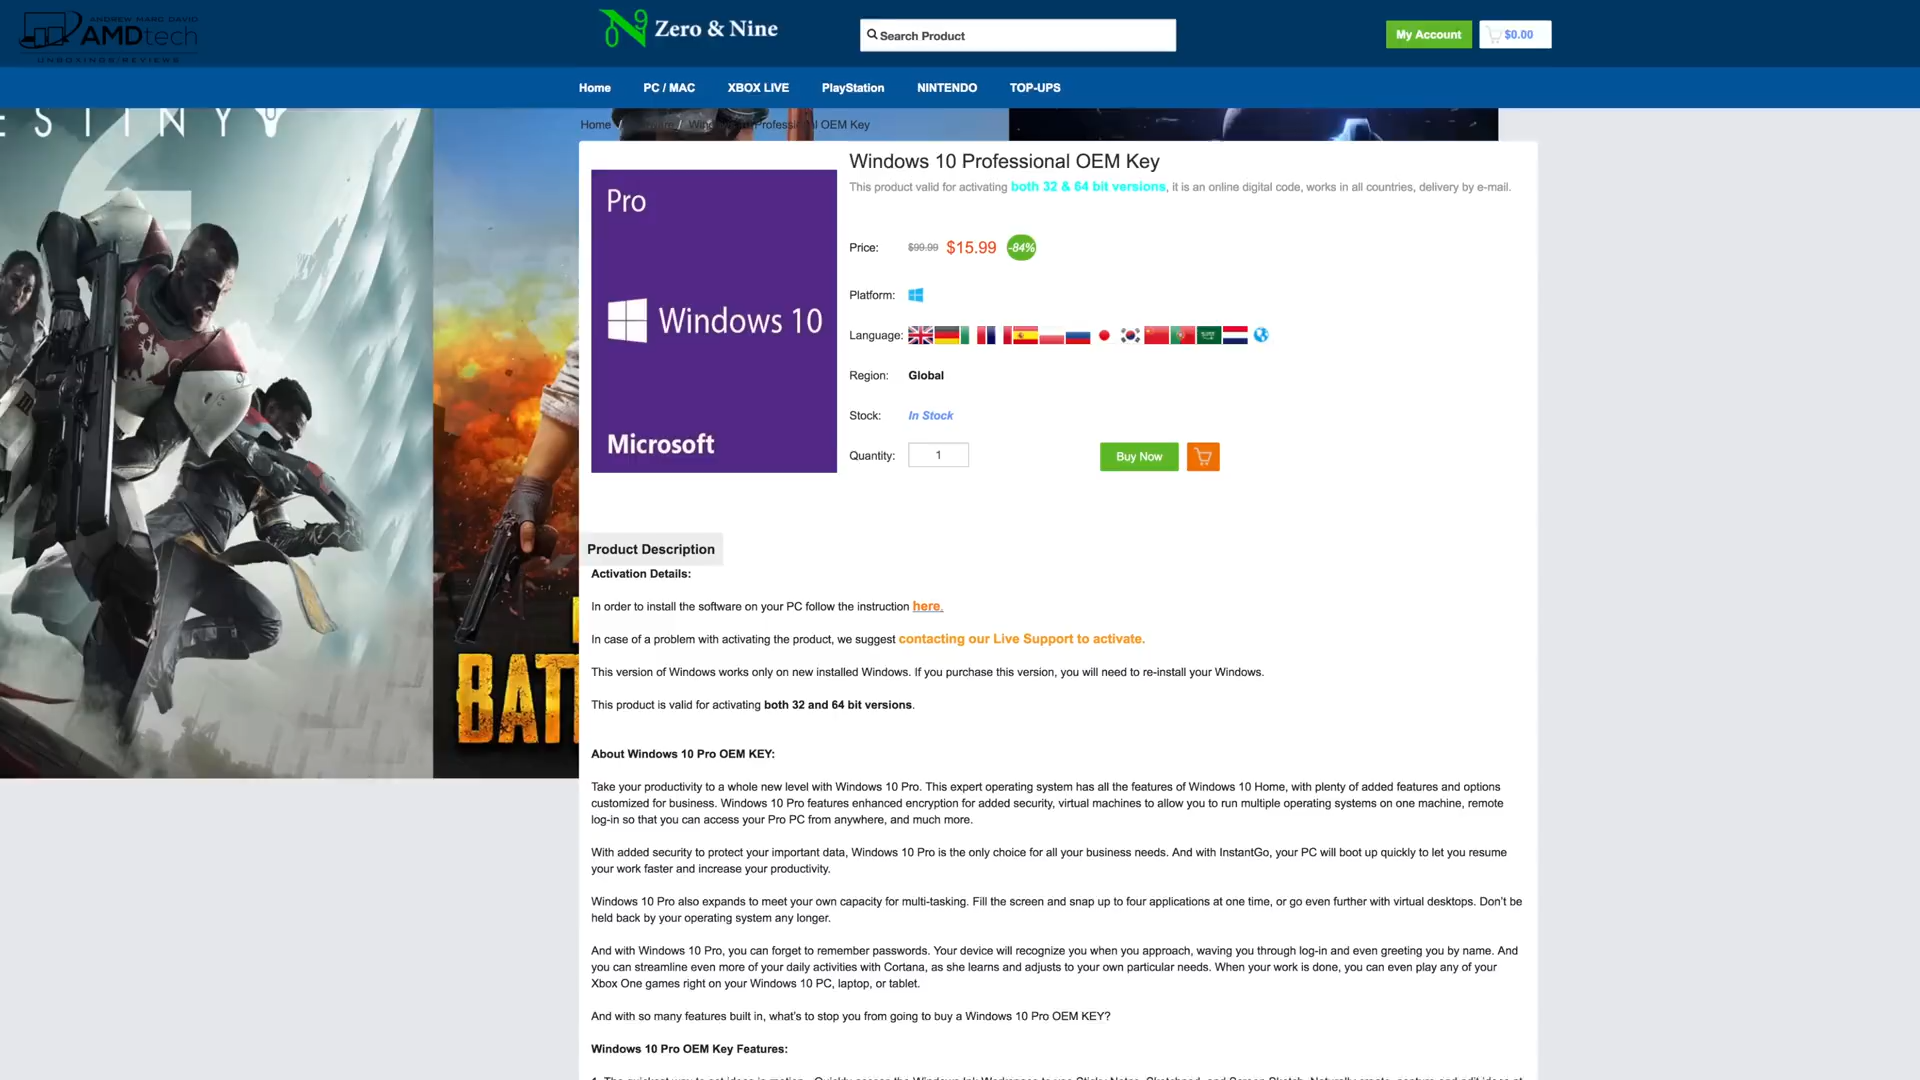 ANDREW MARC DAVID
AMDtech
UNBOXINGS/REVIEWS
Zero & Nine
Search Product
My Account
$0.00
Home PC / MAC XBOX LIVE PlayStation NINTENDO TOP-UPS
DESTINY
2
Home / / Windows 10 Professional OEM Key
Windows 10 Professional OEM Key
This product valid for activating both 32 & 64 bit versions, it is an online digital code, works in all countries, delivery by e-mail.
Pro
Windows 10
Microsoft
Price: $99.99 $15.99 -84%
Platform:
Language:
Region: Global
Stock: In Stock
Quantity: 1 Buy Now
BAT
Product Description
Activation Details:
In order to install the software on your PC follow the instruction here.
In case of a problem with activating the product, we suggest contacting our Live Support to activate.
This version of Windows works only on new installed Windows. If you purchase this version, you will need to re-install your Windows.
This product is valid for activating both 32 and 64 bit versions.
About Windows 10 Pro OEM KEY:
Take your productivity to a whole new level with Windows 10 Pro. This expert operating system has all the features of Windows 10 Home, with plenty of added features and options
customized for business. Windows 10 Pro features enhanced encryption for added security, virtual machines to allow you to run multiple operating systems on one machine, remote
log-in so that you can access your Pro PC from anywhere, and much more.
With added security to protect your important data, Windows 10 Pro is the only choice for all your business needs. And with InstantGo, your PC will boot up quickly to let you resume
your work faster and increase your productivity.
Windows 10 Pro also expands to meet your own capacity for multi-tasking. Fill the screen and snap up to four applications at one time, or go even further with virtual desktops. Don't be
held back by your operating system any longer.
And with Windows 10 Pro, you can forget to remember passwords. Your device will recognize you when you approach, waving you through log-in and even greeting you by name. And
you can streamline even more of your daily activities with Cortana, as she learns and adjusts to your own particular needs. When your work is done, you can even play any of your
Xbox One games right on your Windows 10 PC, laptop, or tablet.
And with so many features built in, what's to stop you from going to buy a Windows 10 Pro OEM KEY?
Windows 10 Pro OEM Key Features: